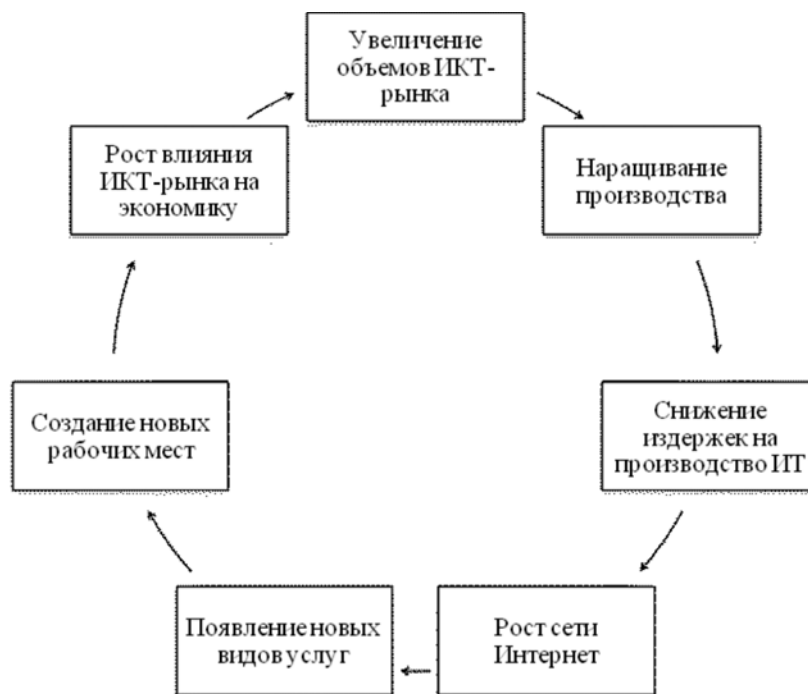 Увеличение
объемов ИКТ-
рынка
Наращивание
производства
Снижение
издержек на
производство ИТ
Рост сети
Интернет
Появление новых
видов услуг
Создание новых
рабочих мест
Рост влияния
ИКТ-рынка на
экономику